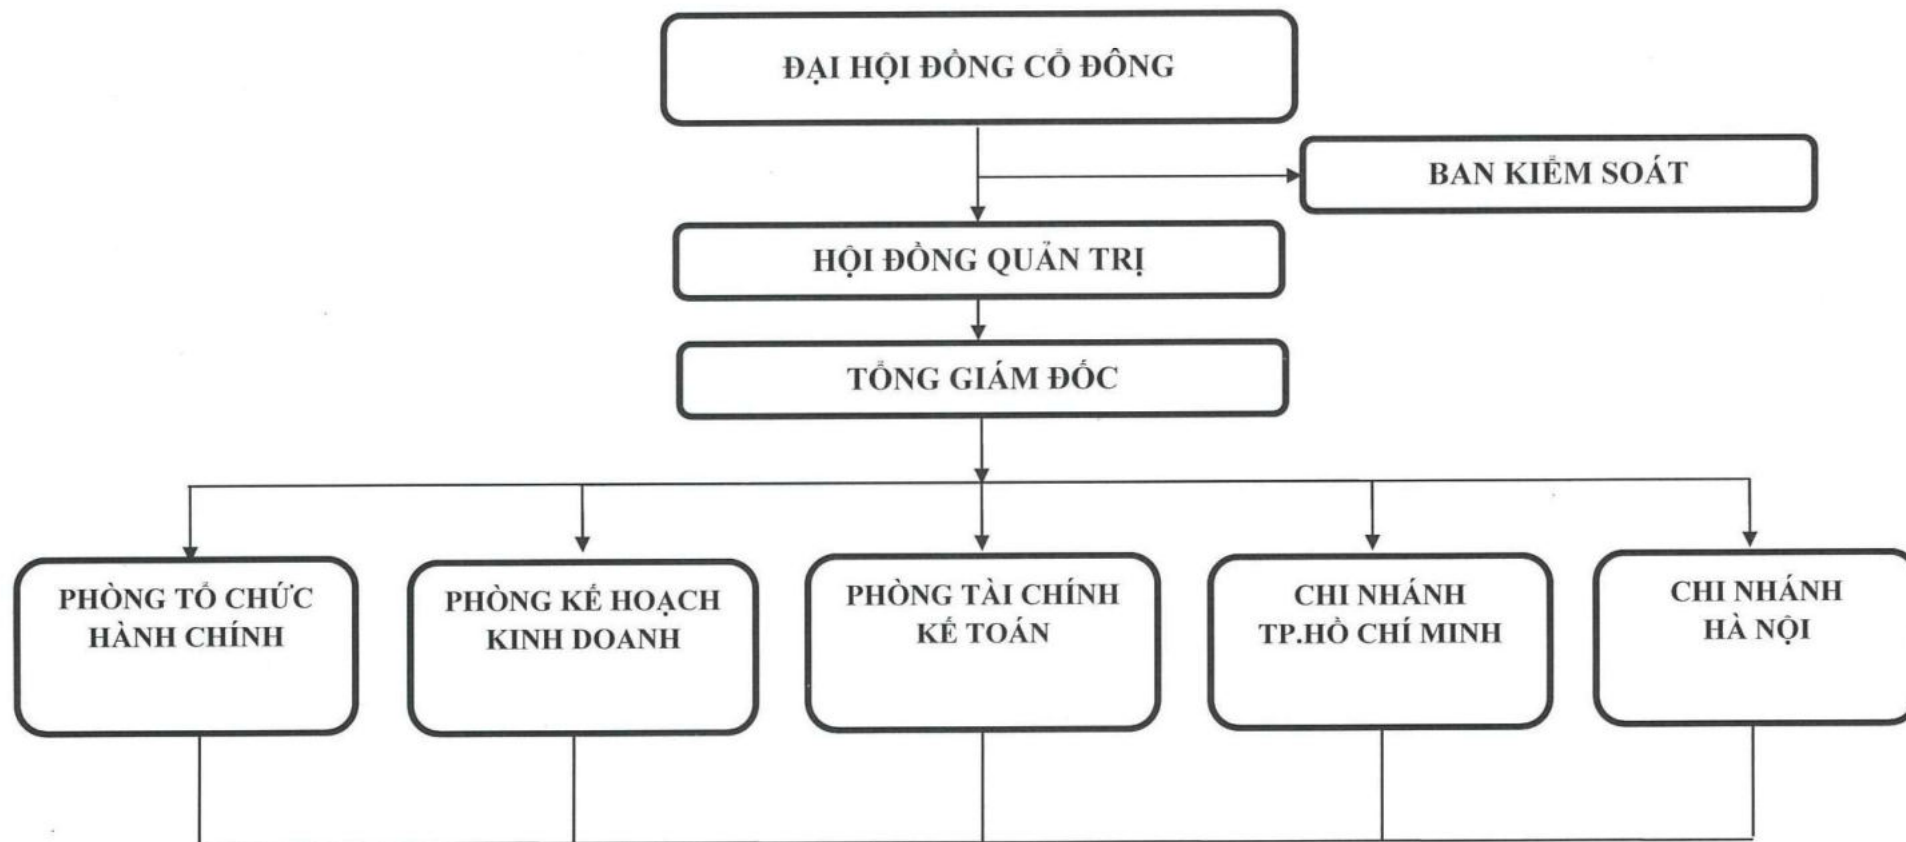 ĐẠI HỘI ĐỒNG CỔ ĐÔNG
BAN KIỂM SOÁT
HỘI ĐỒNG QUẢN TRỊ
TỔNG GIÁM ĐỐC
PHÒNG TỔ CHỨC
HÀNH CHÍNH
PHÒNG KẾ HOẠCH
KINH DOANH
PHÒNG TÀI CHÍNH
KẾ TOÁN
CHI NHÁNH
TP.HỒ CHÍ MINH
CHI NHÁNH
HÀ NỘI